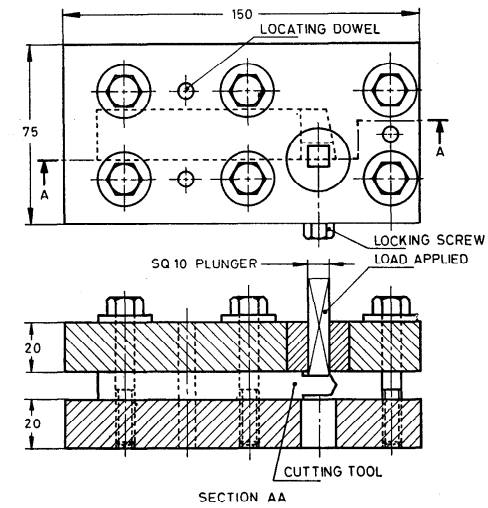 150
LOCATING DOWEL
75
A
A
LOCKING SCREW
SQ 10 PLUNGER
LOAD APPLIED
20
20
CUTTING TOOL
SECTION AA